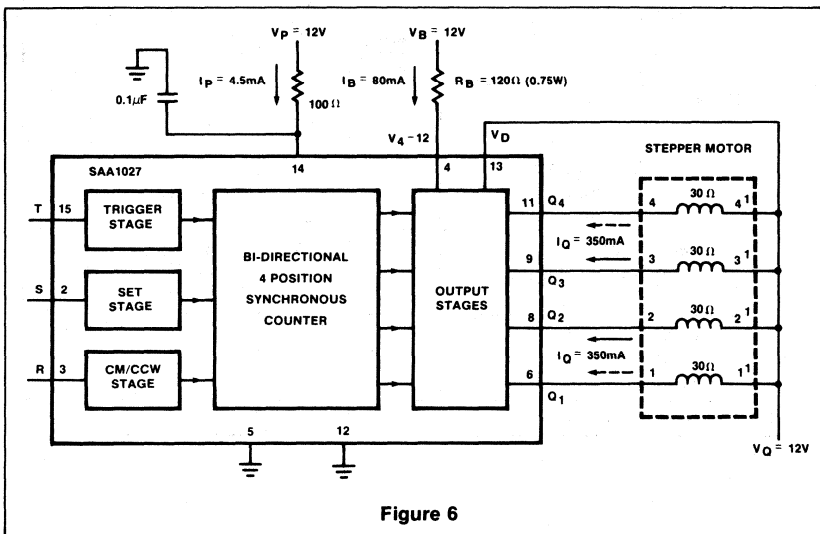 VP = 12V
VB = 12V
IP = 4.5mA
IB = 80mA
RB = 120Ω (0.75W)
0.1µF
100Ω
V4-12
VD
STEPPER MOTOR
14
4
13
SAA1027
T
15
TRIGGER
STAGE
11
Q4
4
30 Ω
4¹
IQ = 350mA
BI-DIRECTIONAL
4 POSITION
SYNCHRONOUS
COUNTER
OUTPUT
STAGES
9
Q3
3
30 Ω
3¹
S
2
SET
STAGE
8
Q2
2
30 Ω
2¹
IQ = 350mA
R
3
CM/CCW
STAGE
6
Q1
1
30Ω
1¹
5
12
VQ = 12V
Figure 6